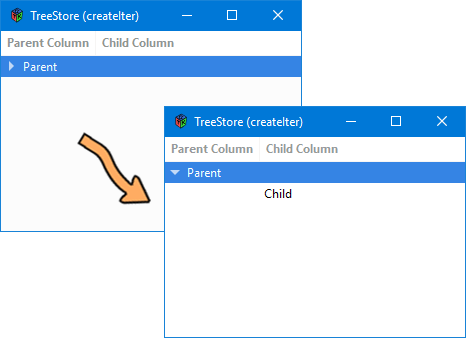 TreeStore (createIter)
Parent Column Child Column
Parent
TreeStore (createIter)
Parent Column Child Column
Parent
Child